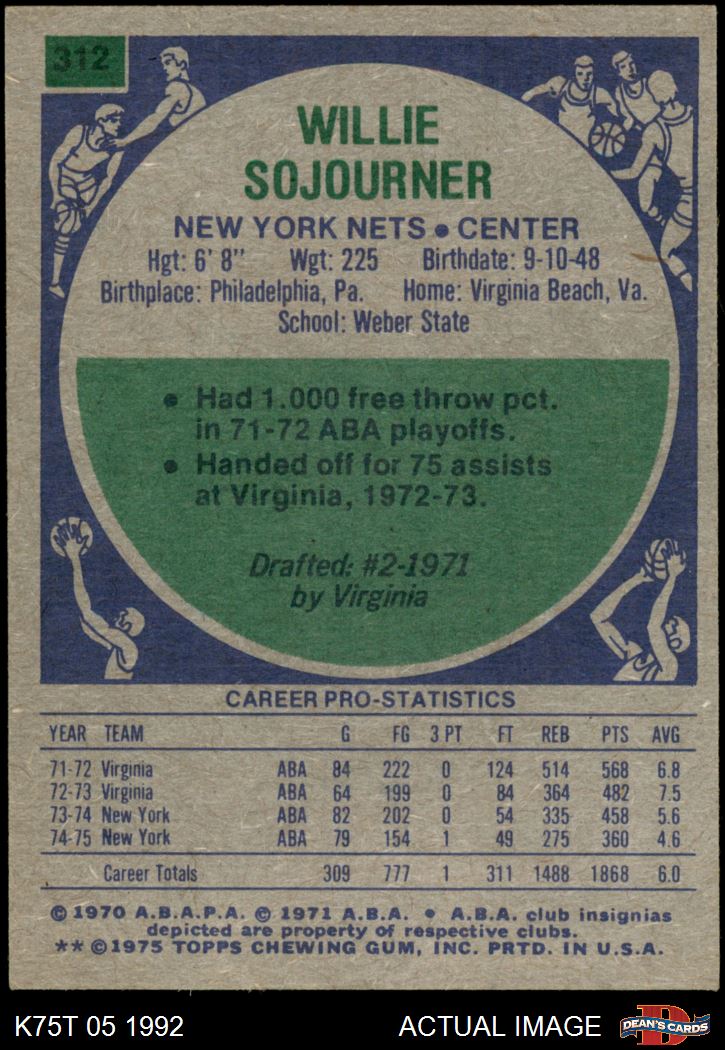 312
WILLIE
SOJOURNER
NEW YORK NETS • CENTER
Hgt: 6' 8" Wgt: 225 Birthdate: 9-10-48
Birthplace: Philadelphia, Pa. Home: Virginia Beach, Va.
School: Weber State
• Had 1.000 free throw pct.
in 71-72 ABA playoffs.
• Handed off for 75 assists
at Virginia, 1972-73.
Drafted: #2-1971
by Virginia
CAREER PRO-STATISTICS
YEAR TEAM G FG 3 PT FT REB PTS AVG
71-72 Virginia ABA 84 222 0 124 514 568 6.8
72-73 Virginia ABA 64 199 0 84 364 482 7.5
73-74 New York ABA 82 202 0 54 335 458 5.6
74-75 New York ABA 79 154 1 49 275 360 4.6
Career Totals 309 777 1 311 1488 1868 6.0
© 1970 A.B.A.P.A. © 1971 A.B.A. • A.B.A. club insignias
depicted are property of respective clubs.
** © 1975 TOPPS CHEWING GUM, INC. PRTD. IN U.S.A.
K75T 05 1992 ACTUAL IMAGE
D
DEAN'S CARDS